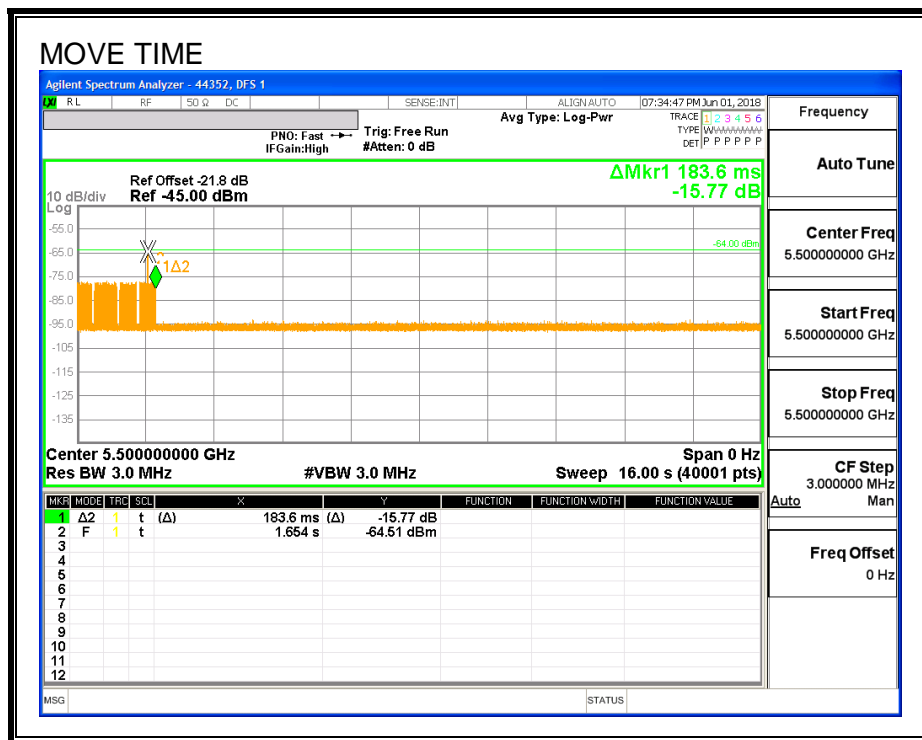 MOVE TIME
Agilent Spectrum Analyzer - 44352, DFS 1
LXI RL RF 50 Ω DC SENSE:INT ALIGN AUTO 07:34:47 PM Jun 01, 2018
Avg Type: Log-Pwr TRACE 1 2 3 4 5 6
PNO: Fast Trig: Free Run TYPE WWWWWW
IFGain:High #Atten: 0 dB DET P P P P P P
Frequency
ΔMkr1 183.6 ms
-15.77 dB
Ref Offset -21.8 dB
10 dB/div Ref -45.00 dBm
Log
-55.0
-64.00 dBm
-65.0
1Δ2
-75.0
-85.0
-95.0
-105
-115
-125
-135
Center 5.500000000 GHz Span 0 Hz
Res BW 3.0 MHz #VBW 3.0 MHz Sweep 16.00 s (40001 pts)
MKR MODE TRC SCL X Y FUNCTION FUNCTION WIDTH FUNCTION VALUE
1 Δ2 1 t (Δ) 183.6 ms (Δ) -15.77 dB
2 F 1 t 1.654 s -64.51 dBm
3
4
5
6
7
8
9
10
11
12
MSG STATUS
Auto Tune
Center Freq
5.500000000 GHz
Start Freq
5.500000000 GHz
Stop Freq
5.500000000 GHz
CF Step
3.000000 MHz
Auto Man
Freq Offset
0 Hz